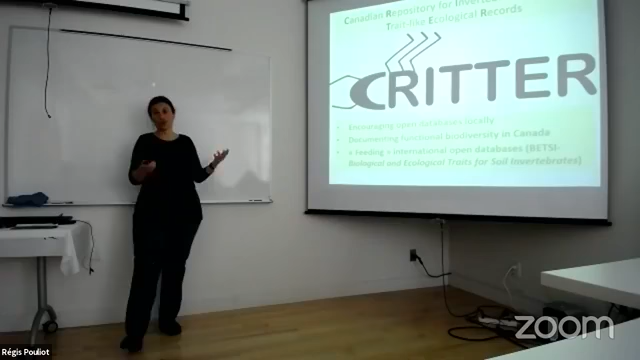 Canadian Repository for Inverte
Trait-like Ecological Records
CRITTER
• Encouraging open databases locally
• Documenting functional biodiversity in Canada
• « Feeding » international open databases (BETSI-
Biological and Ecological Traits for Soil Invertebrates)
zoom
Régis Pouliot